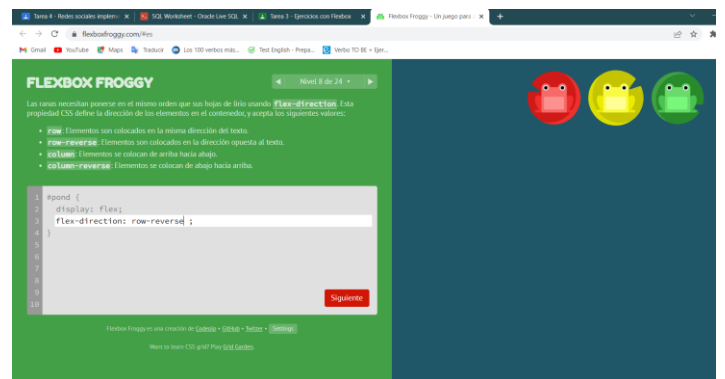 Tarea 4 - Redes sociales implem
SQL Worksheet - Oracle Live SQL
Tarea 3 - Ejercicios con Flexbox
Flexbox Froggy - Un juego para
flexboxfroggy.com/#es
Gmail YouTube Maps Traducir Los 100 verbos más... Test English - Prepa... Verbo TO BE + Ejer...
FLEXBOX FROGGY
Nivel 8 de 24
Las ranas necesitan ponerse en el mismo orden que sus hojas de lirio usando flex-direction. Esta
propiedad CSS define la dirección de los elementos en el contenedor, y acepta los siguientes valores:
row: Elementos son colocados en la misma dirección del texto.
row-reverse: Elementos son colocados en la dirección opuesta al texto.
column: Elementos se colocan de arriba hacia abajo.
column-reverse: Elementos se colocan de abajo hacia arriba.
1 #pond {
2 display: flex;
3 flex-direction: row-reverse ;
4 }
5
6
7
8
9
10
Siguiente
Flexbox Froggy es una creación de Codepip • GitHub • Twitter • Settings
Want to learn CSS grid? Play Grid Garden.